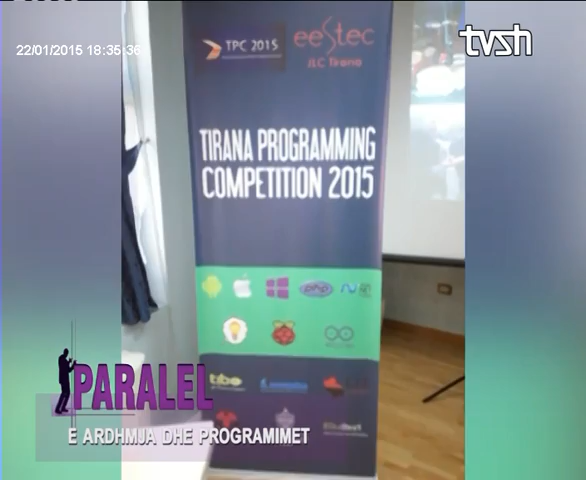 22/01/2015 18:35:36
tvsh
TPC 2015
eeStec
JLC Tirana
TIRANA PROGRAMMING
COMPETITION 2015
php
PARALEL
E ARDHMJA DHE PROGRAMIMET